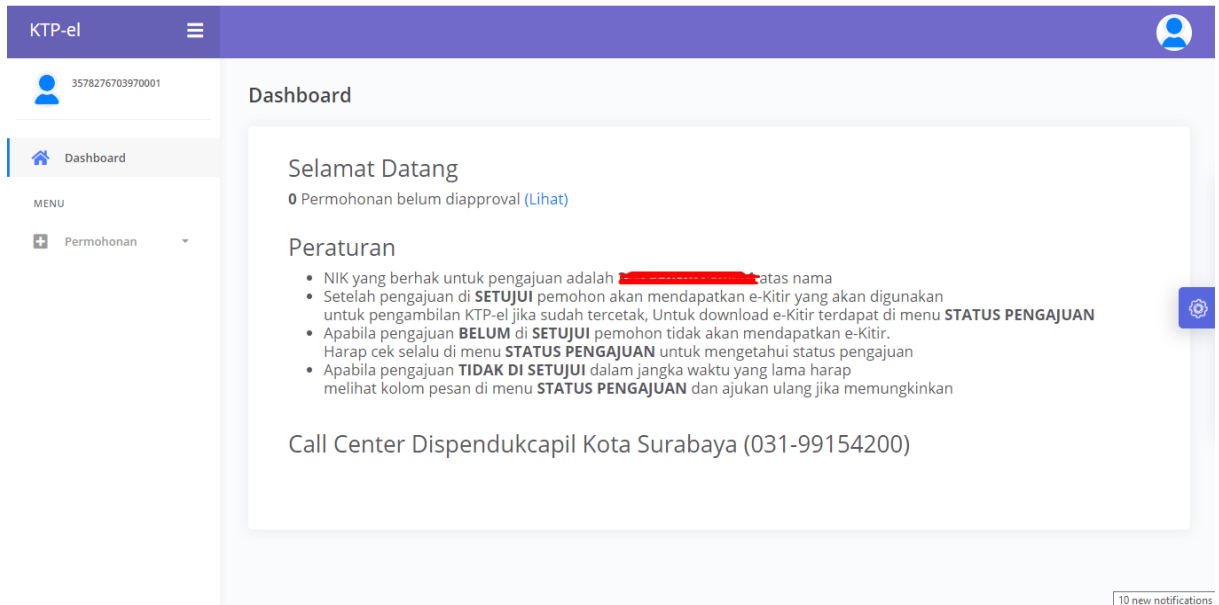 KTP-el
3578276703970001
Dashboard
Dashboard
MENU
Permohonan
Selamat Datang
0 Permohonan belum diapproval (Lihat)
Peraturan
• NIK yang berhak untuk pengajuan adalah atas nama
• Setelah pengajuan di SETUJUI pemohon akan mendapatkan e-Kitir yang akan digunakan
untuk pengambilan KTP-el jika sudah tercetak, Untuk download e-Kitir terdapat di menu STATUS PENGAJUAN
• Apabila pengajuan BELUM di SETUJUI pemohon tidak akan mendapatkan e-Kitir.
Harap cek selalu di menu STATUS PENGAJUAN untuk mengetahui status pengajuan
• Apabila pengajuan TIDAK DI SETUJUI dalam jangka waktu yang lama harap
melihat kolom pesan di menu STATUS PENGAJUAN dan ajukan ulang jika memungkinkan
Call Center Dispendukcapil Kota Surabaya (031-99154200)
10 new notifications